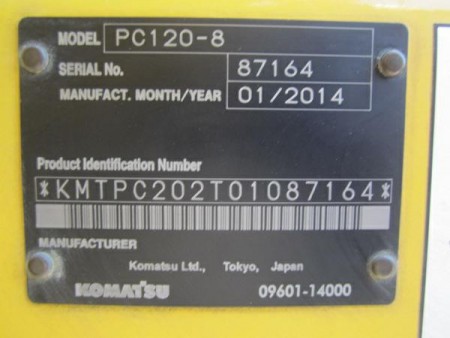 MODEL PC120-8
SERIAL No. 87164
MANUFACT. MONTH/YEAR 01/2014
Product Identification Number
*KMTPC202T01087164*
MANUFACTURER
Komatsu Ltd., Tokyo, Japan
KOMATSU 09601-14000